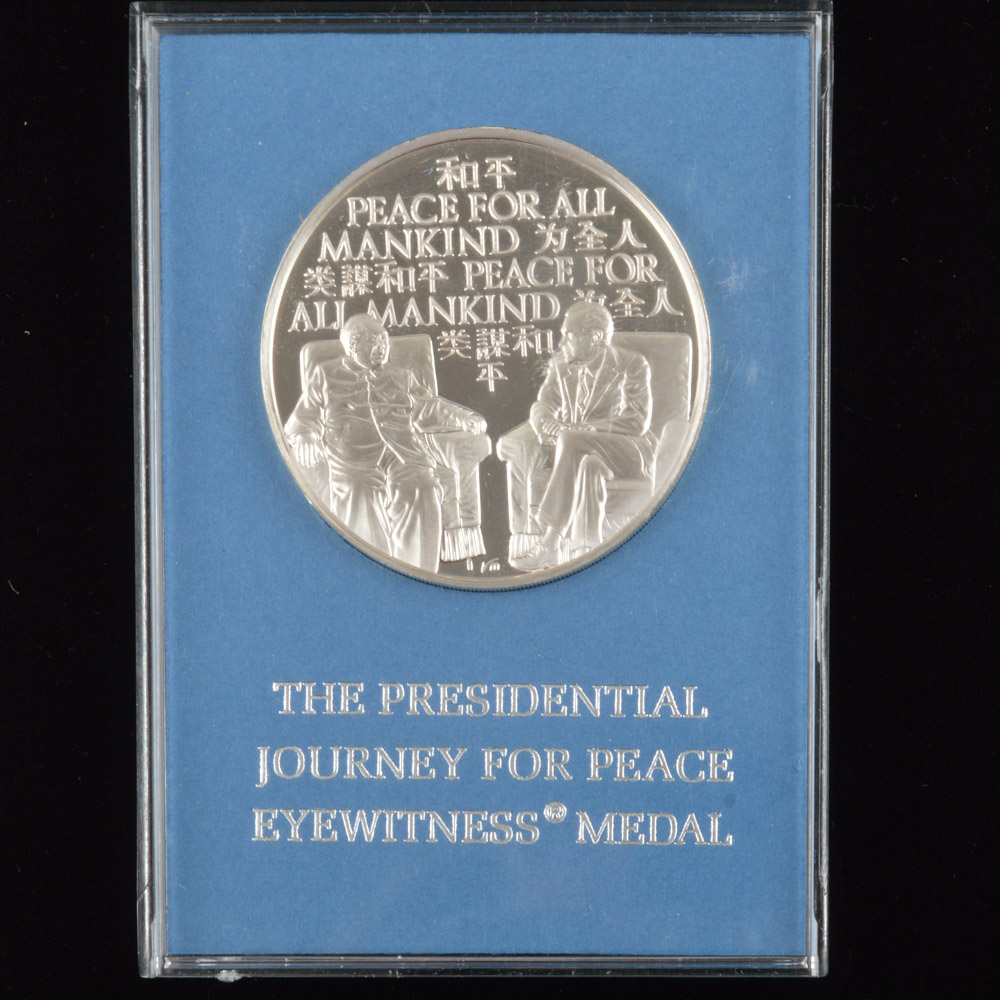 和平
PEACE FOR ALL
MANKIND 为全人
类謀和平 PEACE FOR
ALL MANKIND 为全人
类謀和
平
THE PRESIDENTIAL
JOURNEY FOR PEACE
EYEWITNESS® MEDAL